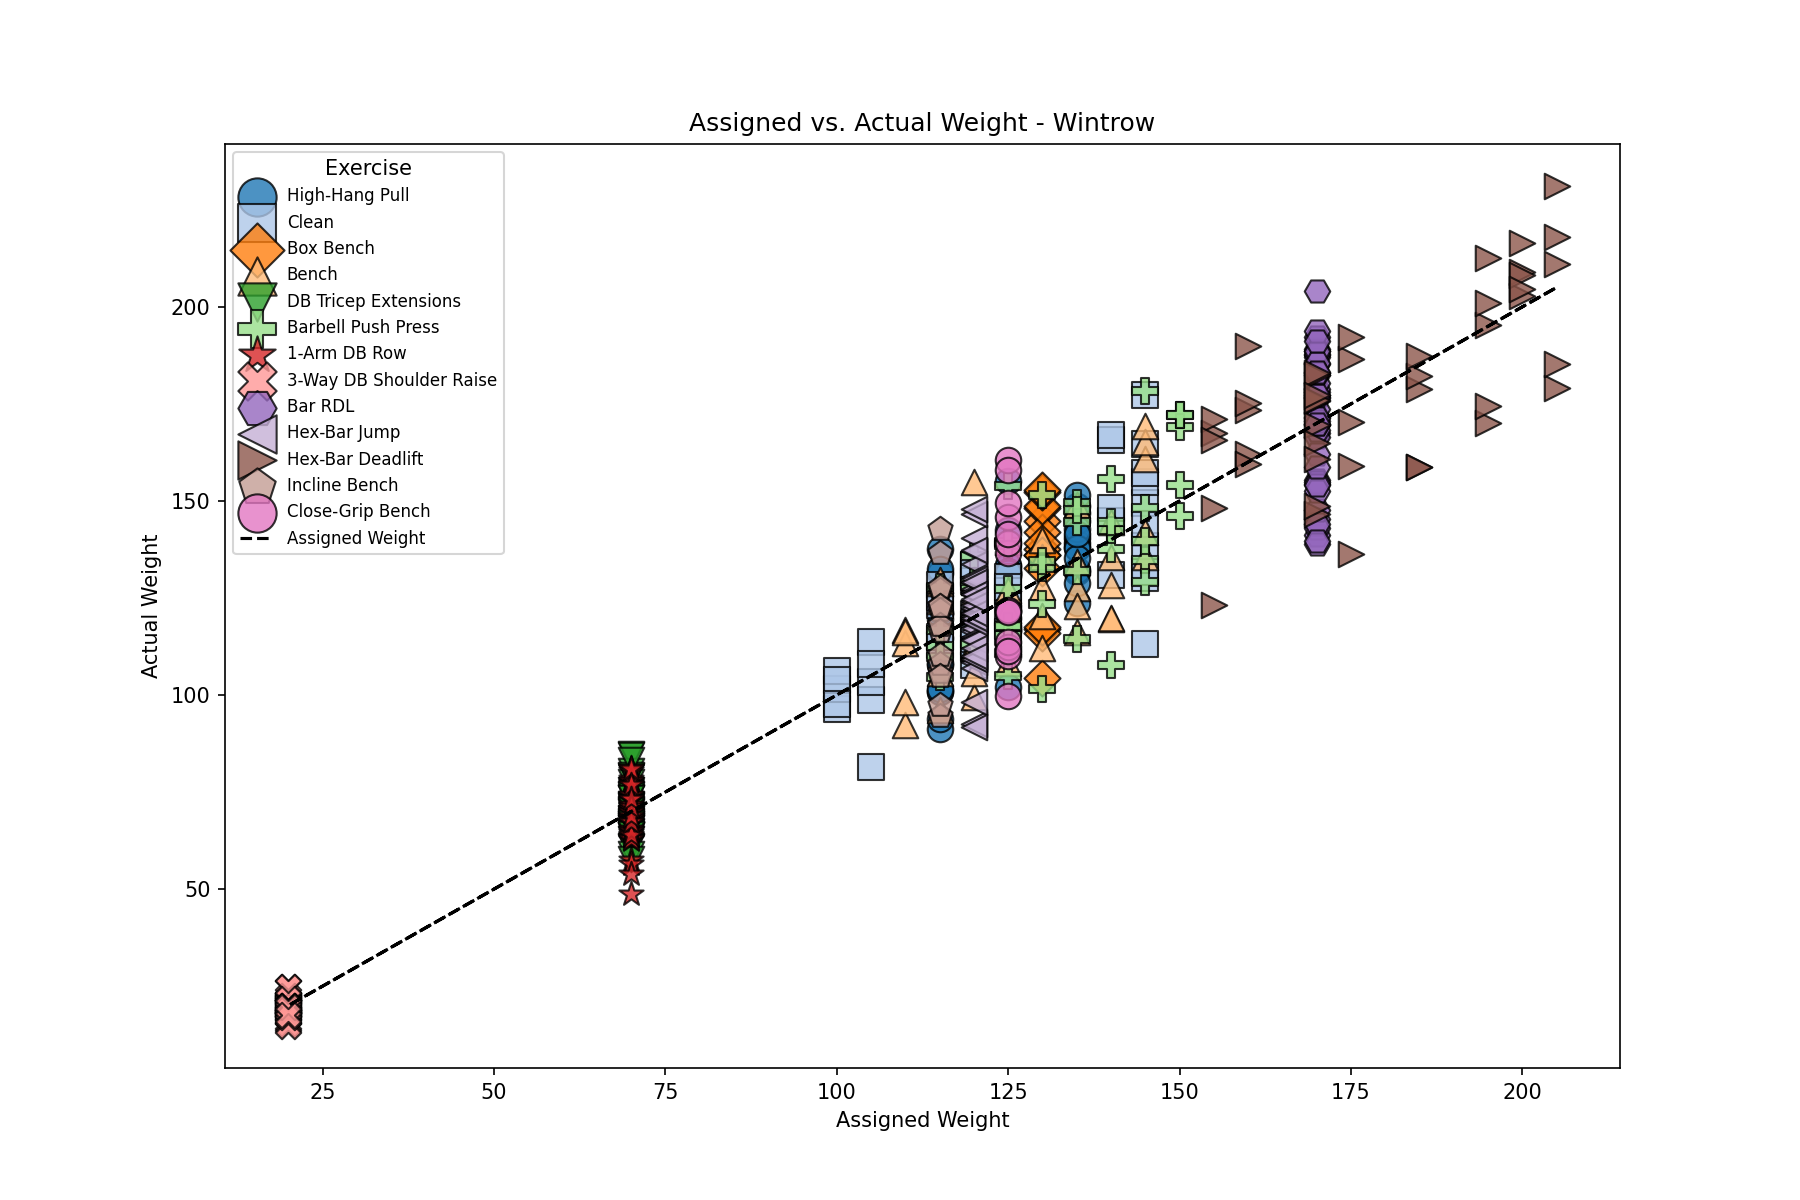 Assigned vs. Actual Weight - Wintrow
Exercise
High-Hang Pull
Clean
Box Bench
Bench
DB Tricep Extensions
Barbell Push Press
1-Arm DB Row
3-Way DB Shoulder Raise
Bar RDL
Hex-Bar Jump
Hex-Bar Deadlift
Incline Bench
Close-Grip Bench
Assigned Weight
Actual Weight
200
150
100
50
25 50 75 100 125 150 175 200
Assigned Weight